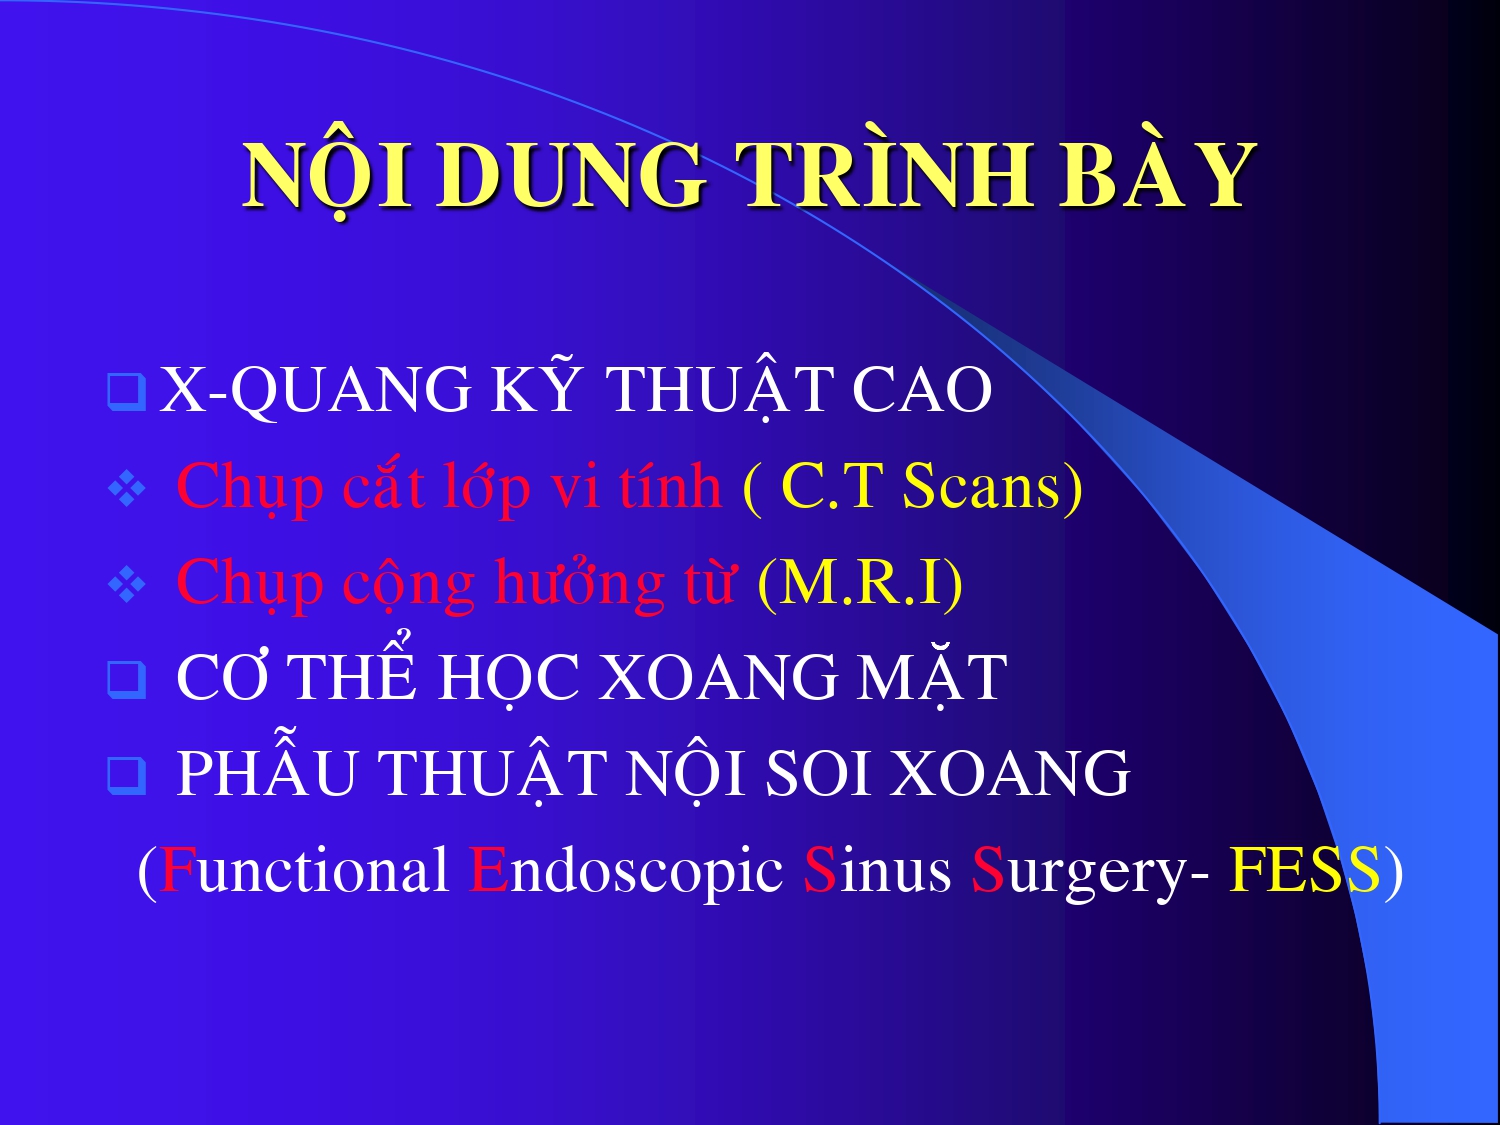 NỘI DUNG TRÌNH BÀY
X-QUANG KỸ THUẬT CAO
Chụp cắt lớp vi tính ( C.T Scans)
Chụp cộng hưởng từ (M.R.I)
CƠ THỂ HỌC XOANG MẶT
PHẪU THUẬT NỘI SOI XOANG
(Functional Endoscopic Sinus Surgery- FESS)